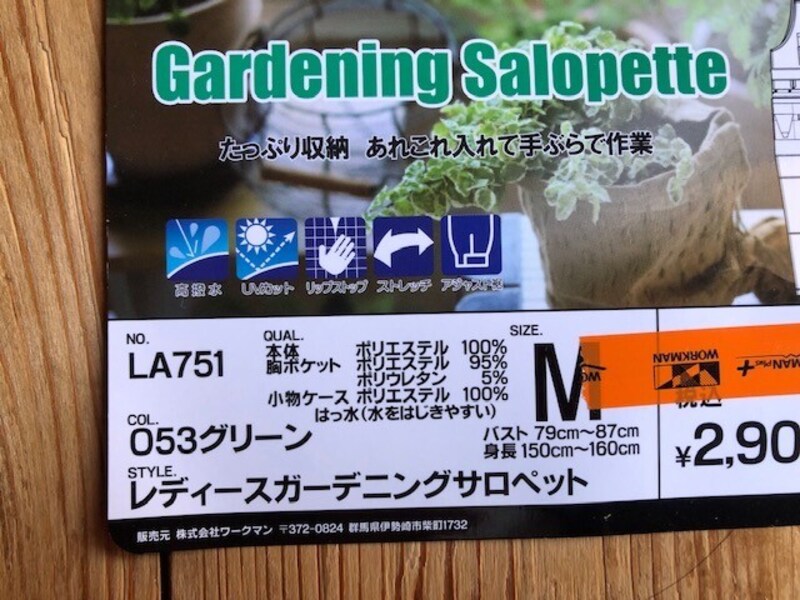 Gardening Salopette
たっぷり収納 あれこれ入れて手ぶらで作業
高撥水 UVカット リップストップ ストレッチ
NO.
LA751
QUAL.
本体 ポリエステル 100%
胸ポケット ポリエステル 95%
ポリウレタン 5%
小物ケース ポリエステル 100%
はっ水(水をはじきやすい)
SIZE.
M
バスト 79cm〜87cm
身長 150cm〜160cm
COL.
053グリーン
STYLE.
レディースガーデニングサロペット
WORKMAN
MAN Plus+
税込
¥2,90
販売元 株式会社ワークマン 〒372-0824 群馬県伊勢崎市柴町1732